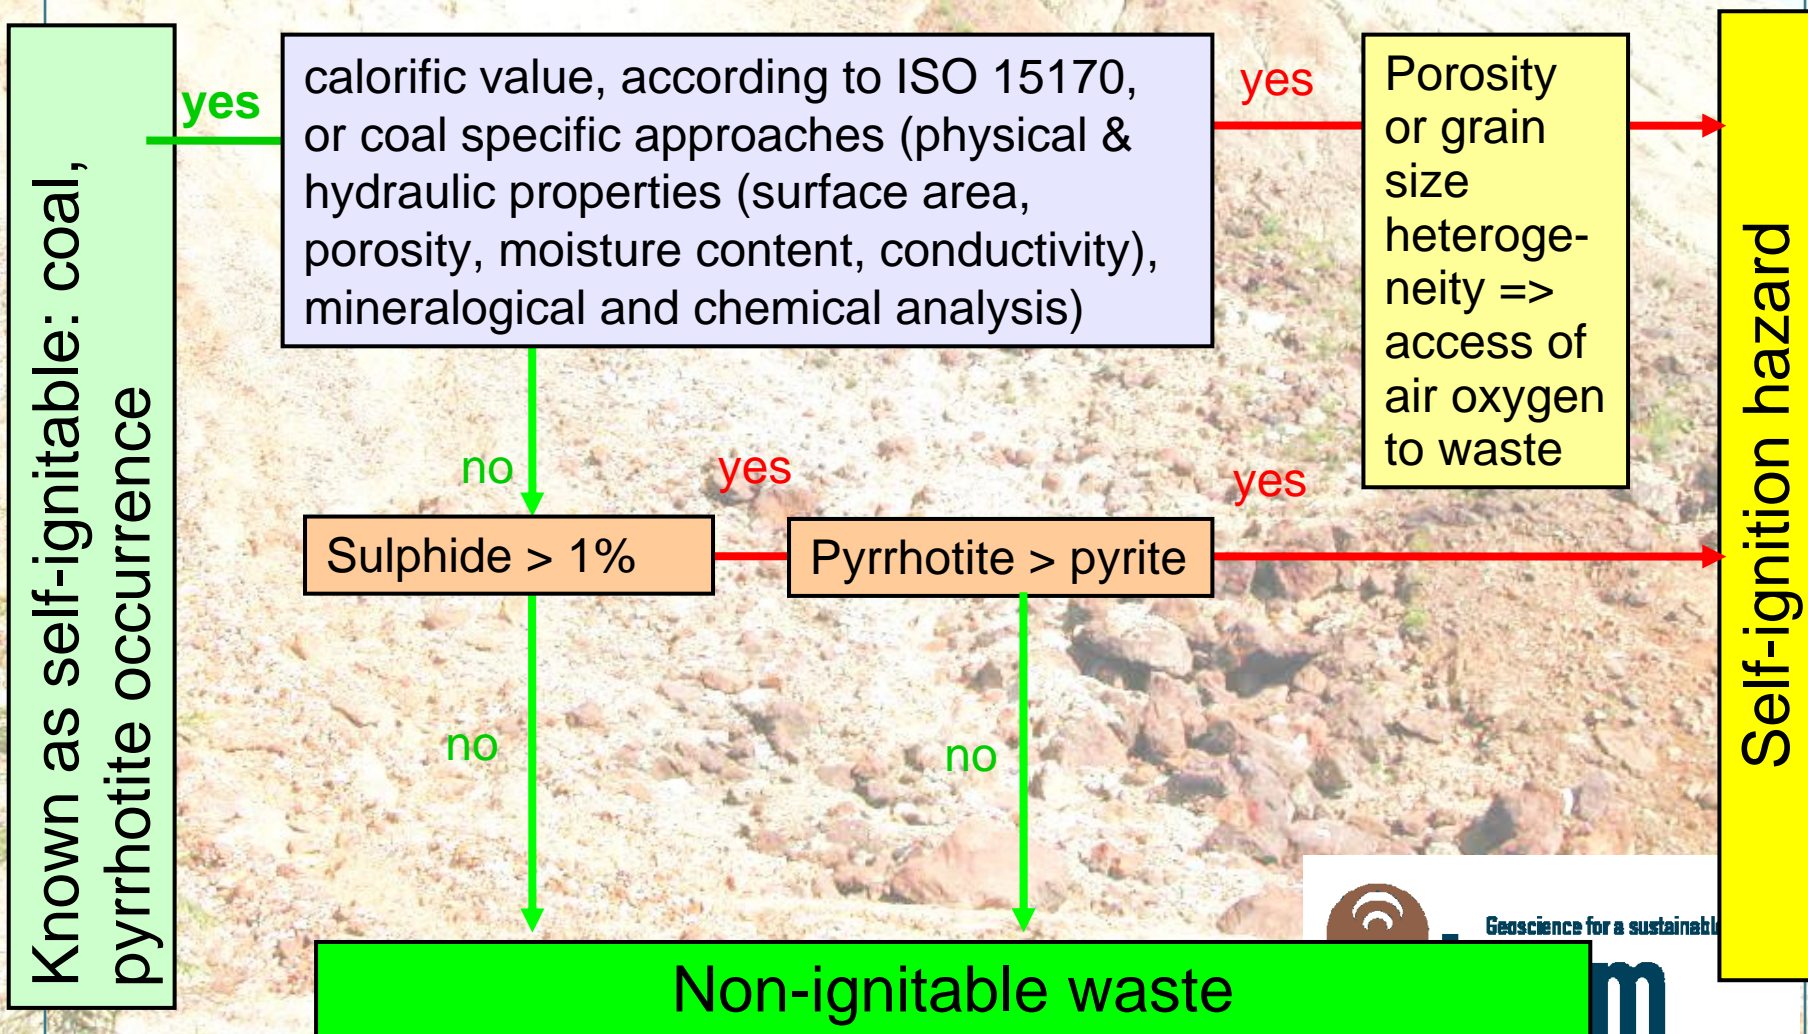 Known as self-ignitable: coal,
pyrrhotite occurrence
yes
calorific value, according to ISO 15170,
or coal specific approaches (physical &
hydraulic properties (surface area,
porosity, moisture content, conductivity),
mineralogical and chemical analysis)
yes
Porosity
or grain
size
heteroge-
neity =>
access of
air oxygen
to waste
Self-ignition hazard
no
yes
yes
Sulphide > 1%
Pyrrhotite > pyrite
no
no
Geoscience for a sustainabl
Non-ignitable waste